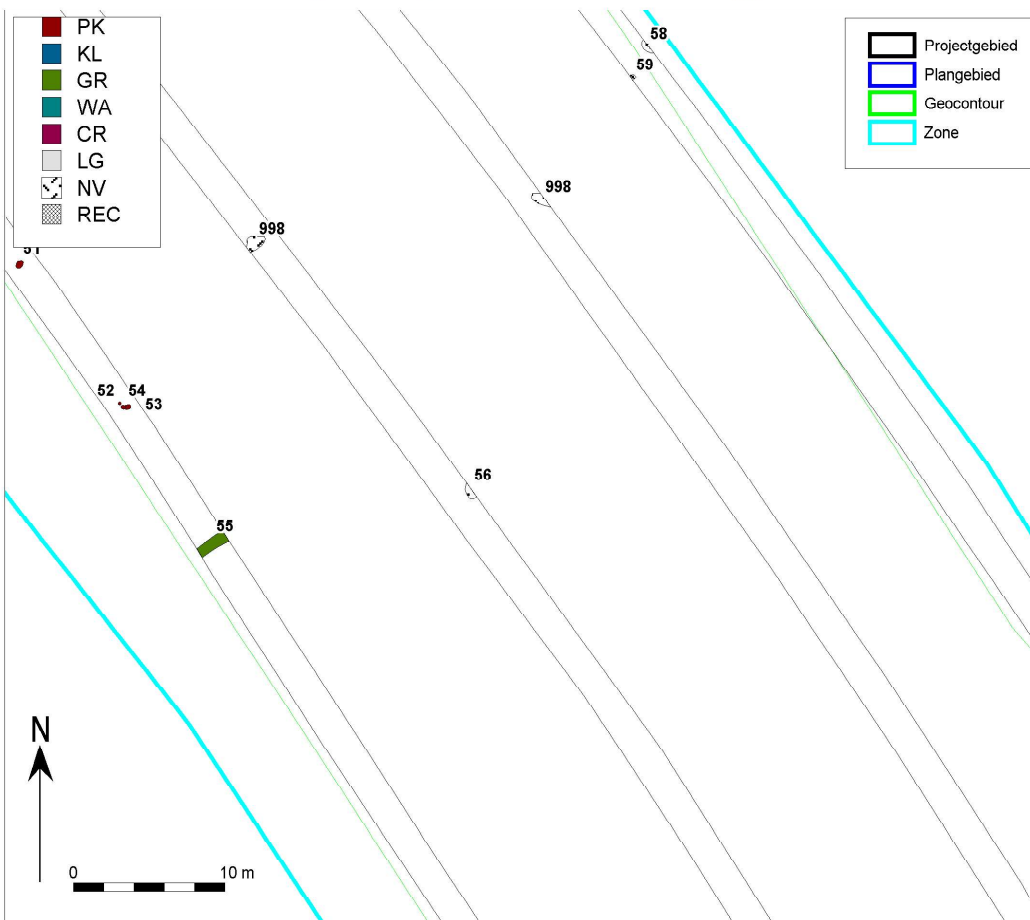 PK
KL
GR
WA
CR
LG
NV
REC
Projectgebied
Plangebied
Geocontour
Zone
58
59
998
998
51
52
54
53
56
55
N
0
10 m